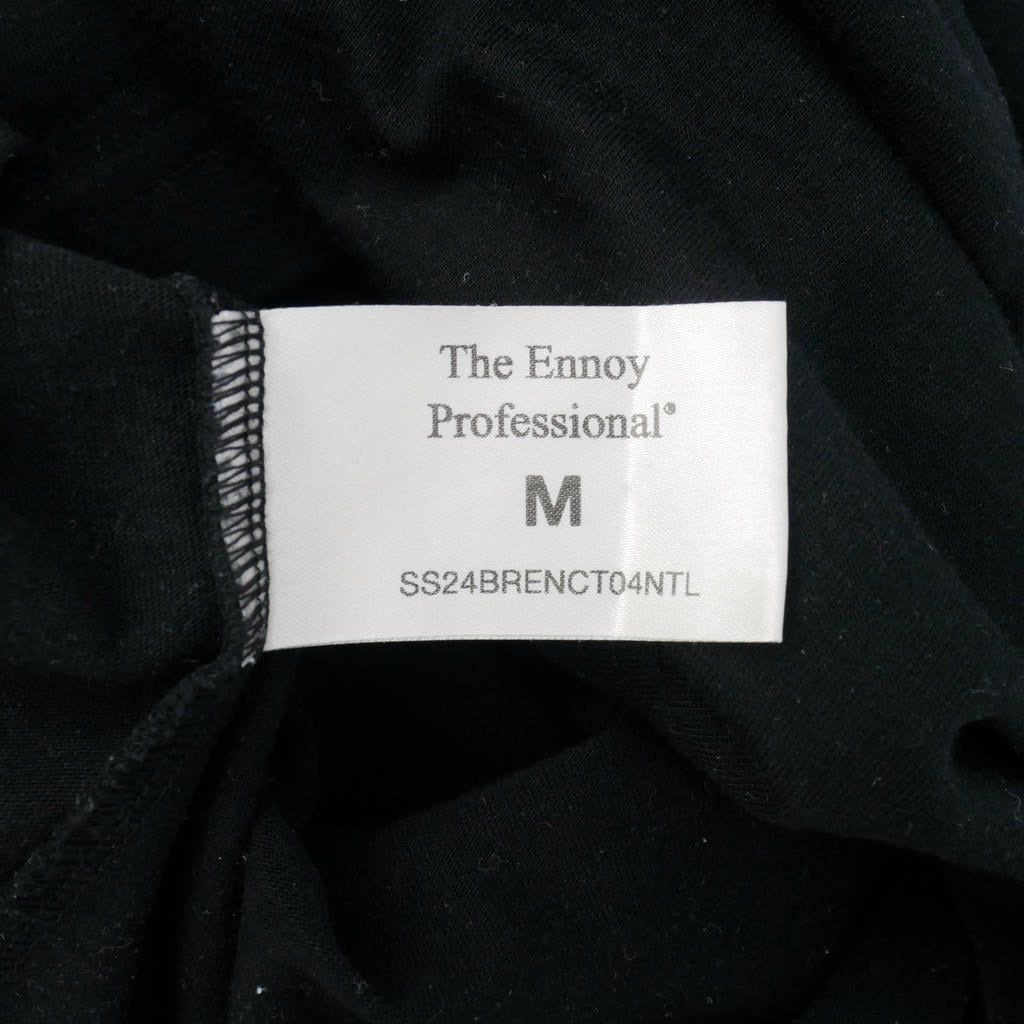 The Ennoy
Professional®
M
SS24BRENCT04NTL